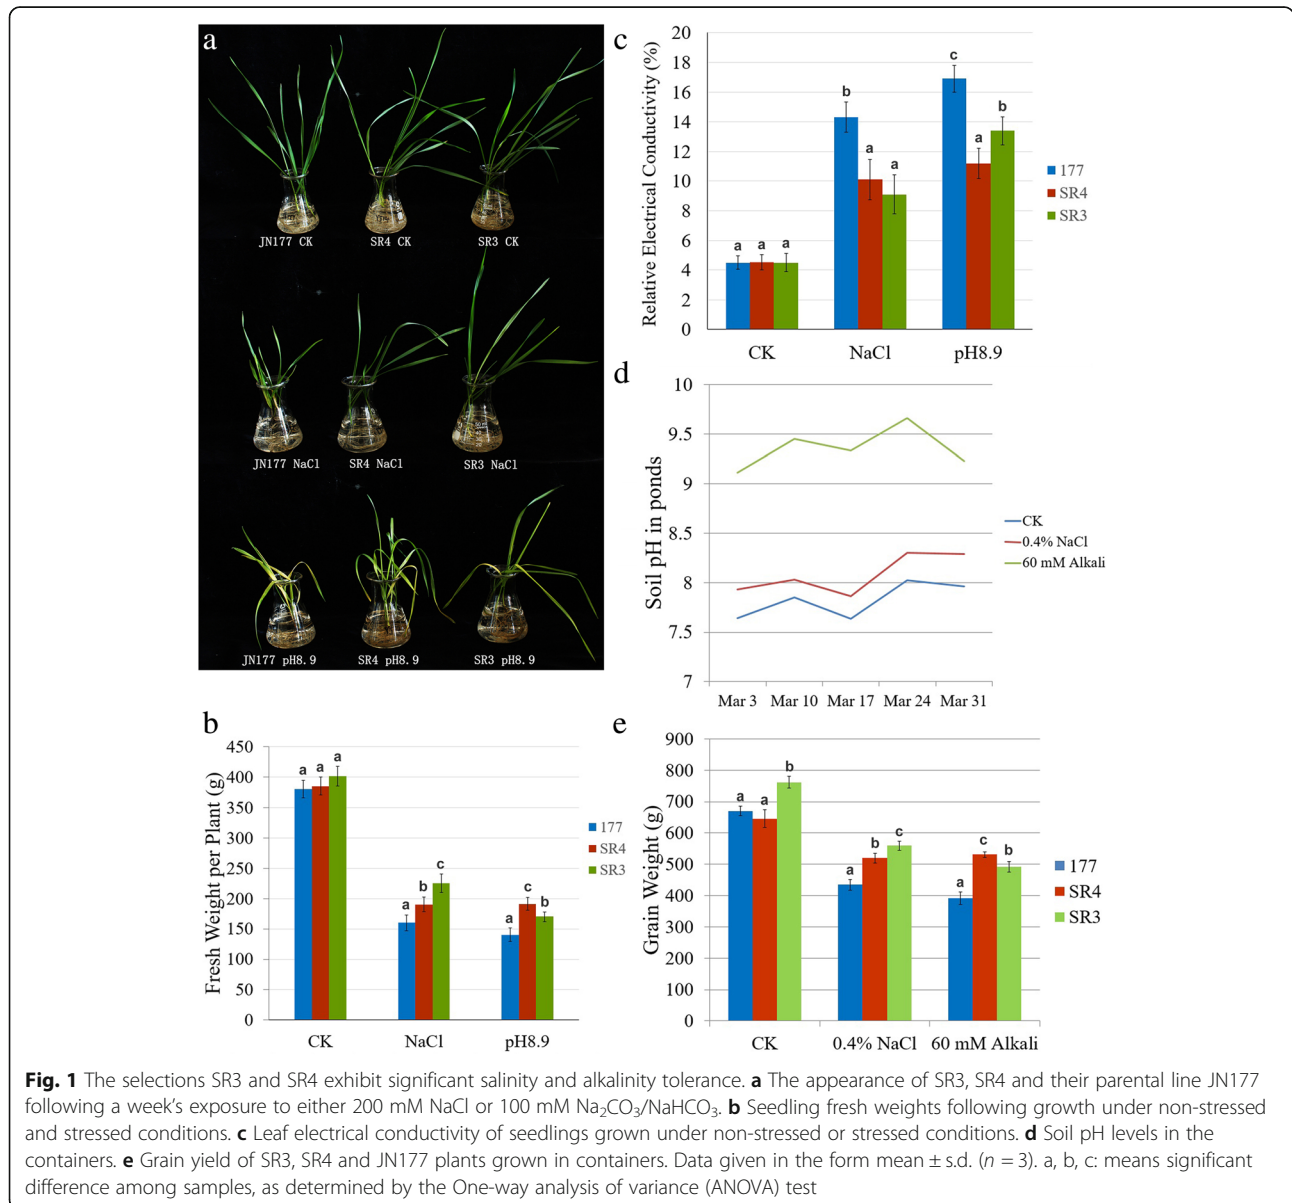 a
JN177 CK
SR4 CK
SR3 CK
JN177 NaCl
SR4 NaCl
SR3 NaCl
JN177 pH8.9
SR4 pH8.9
SR3 pH8.9
c
Relative Electrical Conductivity (%)
20
18
16
14
12
10
8
6
4
2
0
a a a
b a a
c a b
CK NaCl pH8.9
177
SR4
SR3
d
Soil pH in ponds
10
9.5
9
8.5
8
7.5
7
Mar 3 Mar 10 Mar 17 Mar 24 Mar 31
CK
0.4% NaCl
60 mM Alkali
b
Fresh Weight per Plant (g)
450
400
350
300
250
200
150
100
50
0
a a a
a b c
a c b
CK NaCl pH8.9
177
SR4
SR3
e
Grain Weight (g)
900
800
700
600
500
400
300
200
100
0
a a b
a b c
a c b
CK 0.4% NaCl 60 mM Alkali
177
SR4
SR3
Fig. 1 The selections SR3 and SR4 exhibit significant salinity and alkalinity tolerance. a The appearance of SR3, SR4 and their parental line JN177
following a week's exposure to either 200 mM NaCl or 100 mM Na₂CO₃/NaHCO₃. b Seedling fresh weights following growth under non-stressed
and stressed conditions. c Leaf electrical conductivity of seedlings grown under non-stressed or stressed conditions. d Soil pH levels in the
containers. e Grain yield of SR3, SR4 and JN177 plants grown in containers. Data given in the form mean ± s.d. (n = 3). a, b, c: means significant
difference among samples, as determined by the One-way analysis of variance (ANOVA) test